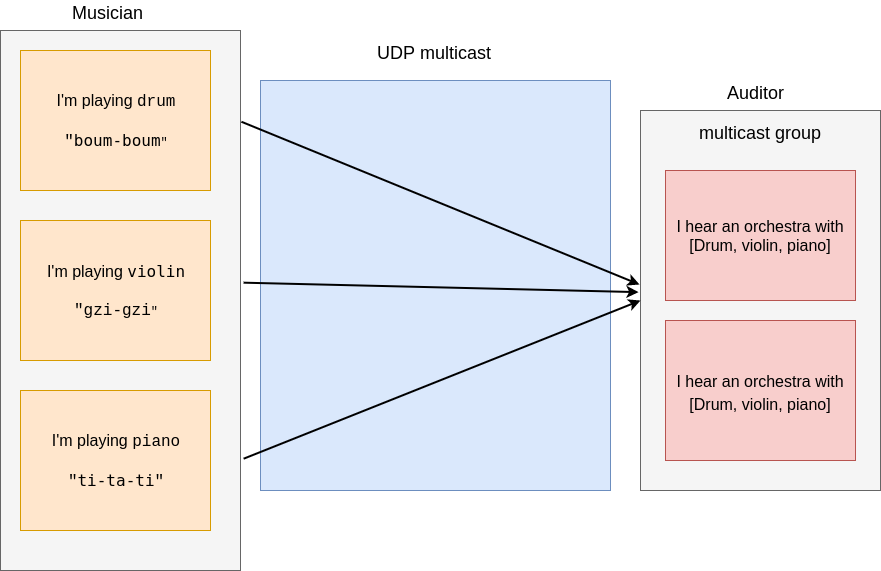 Musician
I'm playing drum
"boum-boum"
I'm playing violin
"gzi-gzi"
I'm playing piano
"ti-ta-ti"
UDP multicast
Auditor
multicast group
I hear an orchestra with
[Drum, violin, piano]
I hear an orchestra with
[Drum, violin, piano]